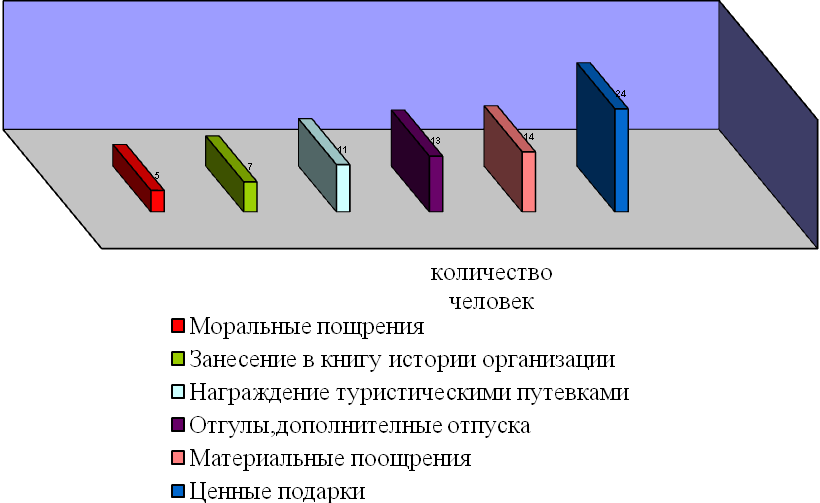 5
7
11
13
14
24
количество
человек
Моральные пощрения
Занесение в книгу истории организации
Награждение туристическими путевками
Отгулы,дополнителные отпуска
Материальные поощрения
Ценные подарки